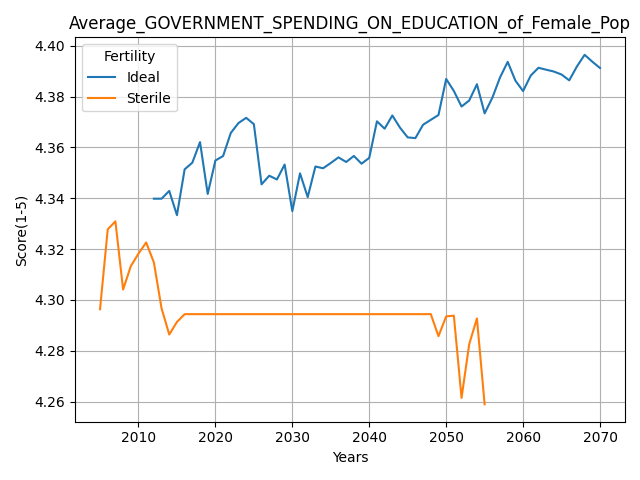 Average_GOVERNMENT_SPENDING_ON_EDUCATION_of_Female_Pop
Fertility
Ideal
Sterile
Score(1-5)
4.40
4.38
4.36
4.34
4.32
4.30
4.28
4.26
2010 2020 2030 2040 2050 2060 2070
Years